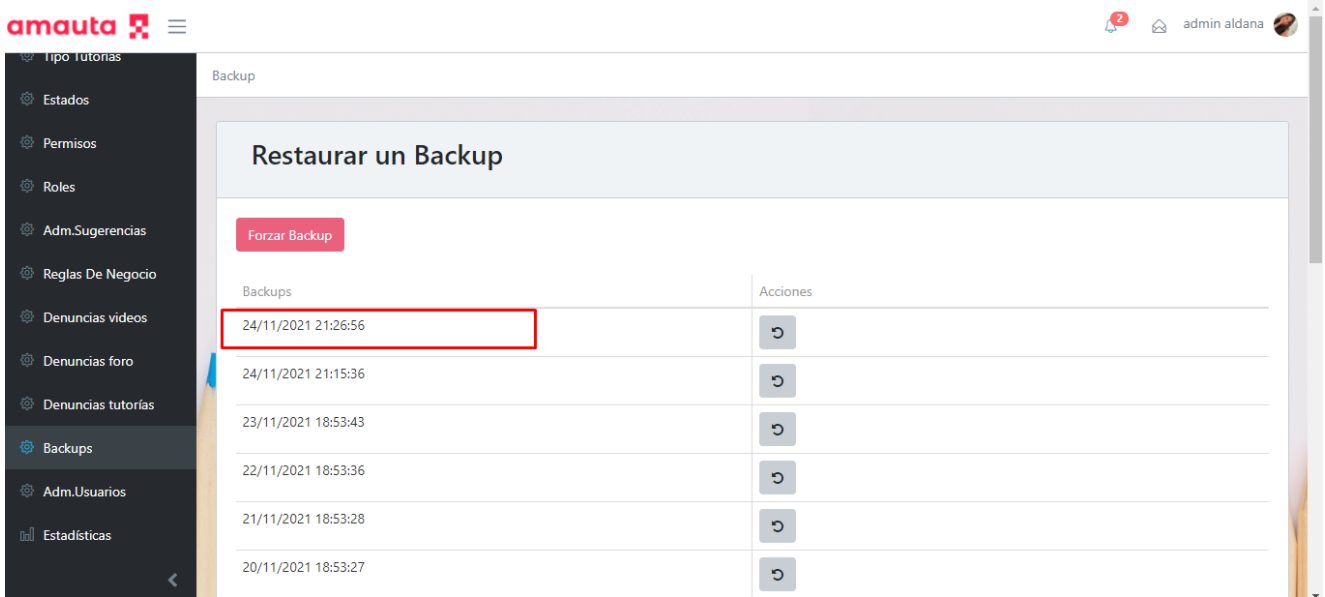 amauta
2
admin aldana
Tipo Tutorías
Estados
Permisos
Roles
Adm.Sugerencias
Reglas De Negocio
Denuncias videos
Denuncias foro
Denuncias tutorías
Backups
Adm.Usuarios
Estadísticas
Backup
Restaurar un Backup
Forzar Backup
Backups Acciones
24/11/2021 21:26:56
24/11/2021 21:15:36
23/11/2021 18:53:43
22/11/2021 18:53:36
21/11/2021 18:53:28
20/11/2021 18:53:27